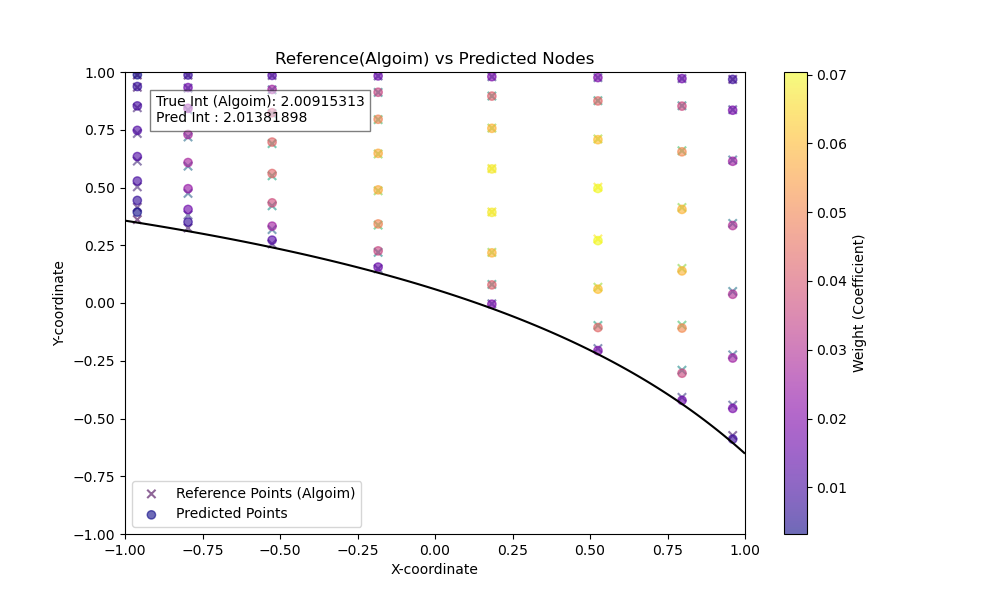 Reference(Algoim) vs Predicted Nodes
True Int (Algoim): 2.00915313
Pred Int : 2.01381898
Y-coordinate
1.00
0.75
0.50
0.25
0.00
−0.25
−0.50
−0.75
−1.00
Reference Points (Algoim)
Predicted Points
−1.00 −0.75 −0.50 −0.25 0.00 0.25 0.50 0.75 1.00
X-coordinate
0.07
0.06
0.05
0.04
0.03
0.02
0.01
Weight (Coefficient)